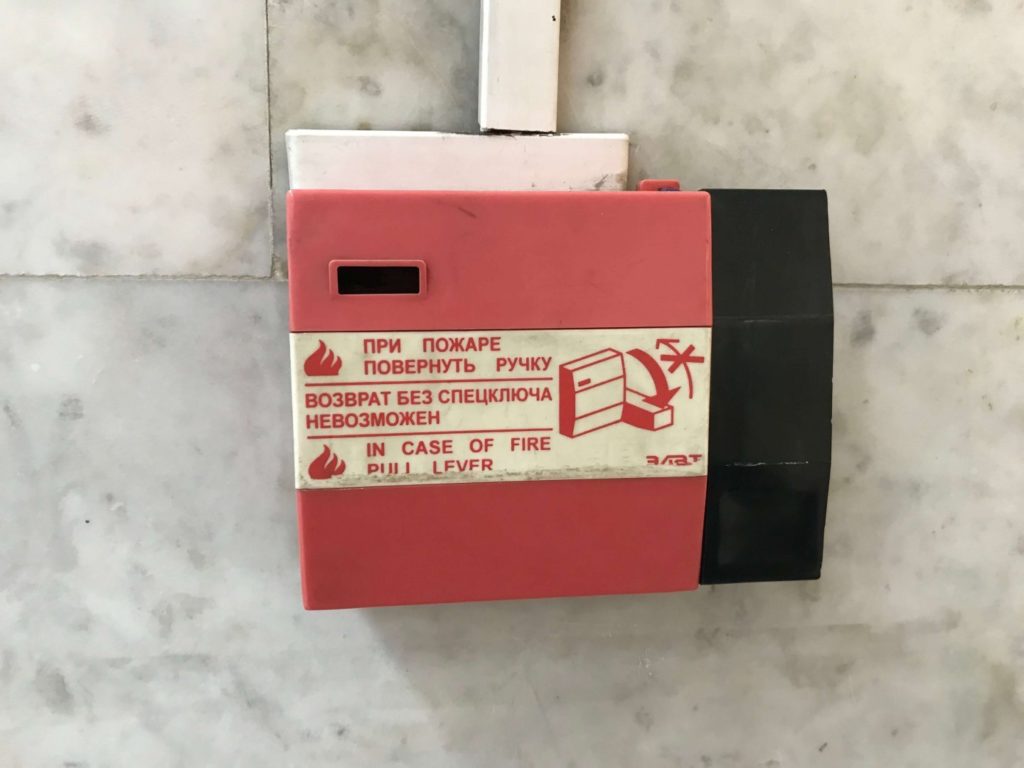 ПРИ ПОЖАРЕ
ПОВЕРНУТЬ РУЧКУ
ВОЗВРАТ БЕЗ СПЕЦКЛЮЧА
НЕВОЗМОЖЕН
IN CASE OF FIRE
PULL LEVER